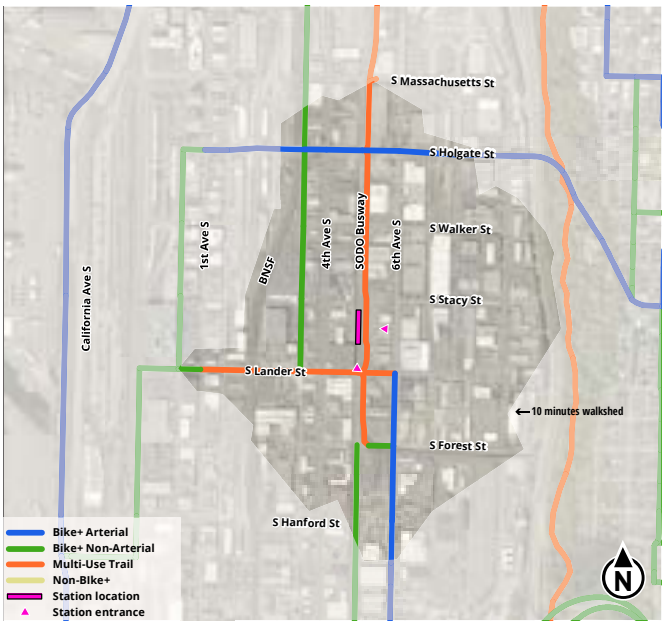 S Massachusetts St
S Holgate St
1st Ave S
BNSF
4th Ave S
SODO Busway
6th Ave S
S Walker St
California Ave S
S Stacy St
S Lander St
10 minutes walkshed
S Forest St
S Hanford St
Bike+ Arterial
Bike+ Non-Arterial
Multi-Use Trail
Non-BIke+
Station location
Station entrance
N